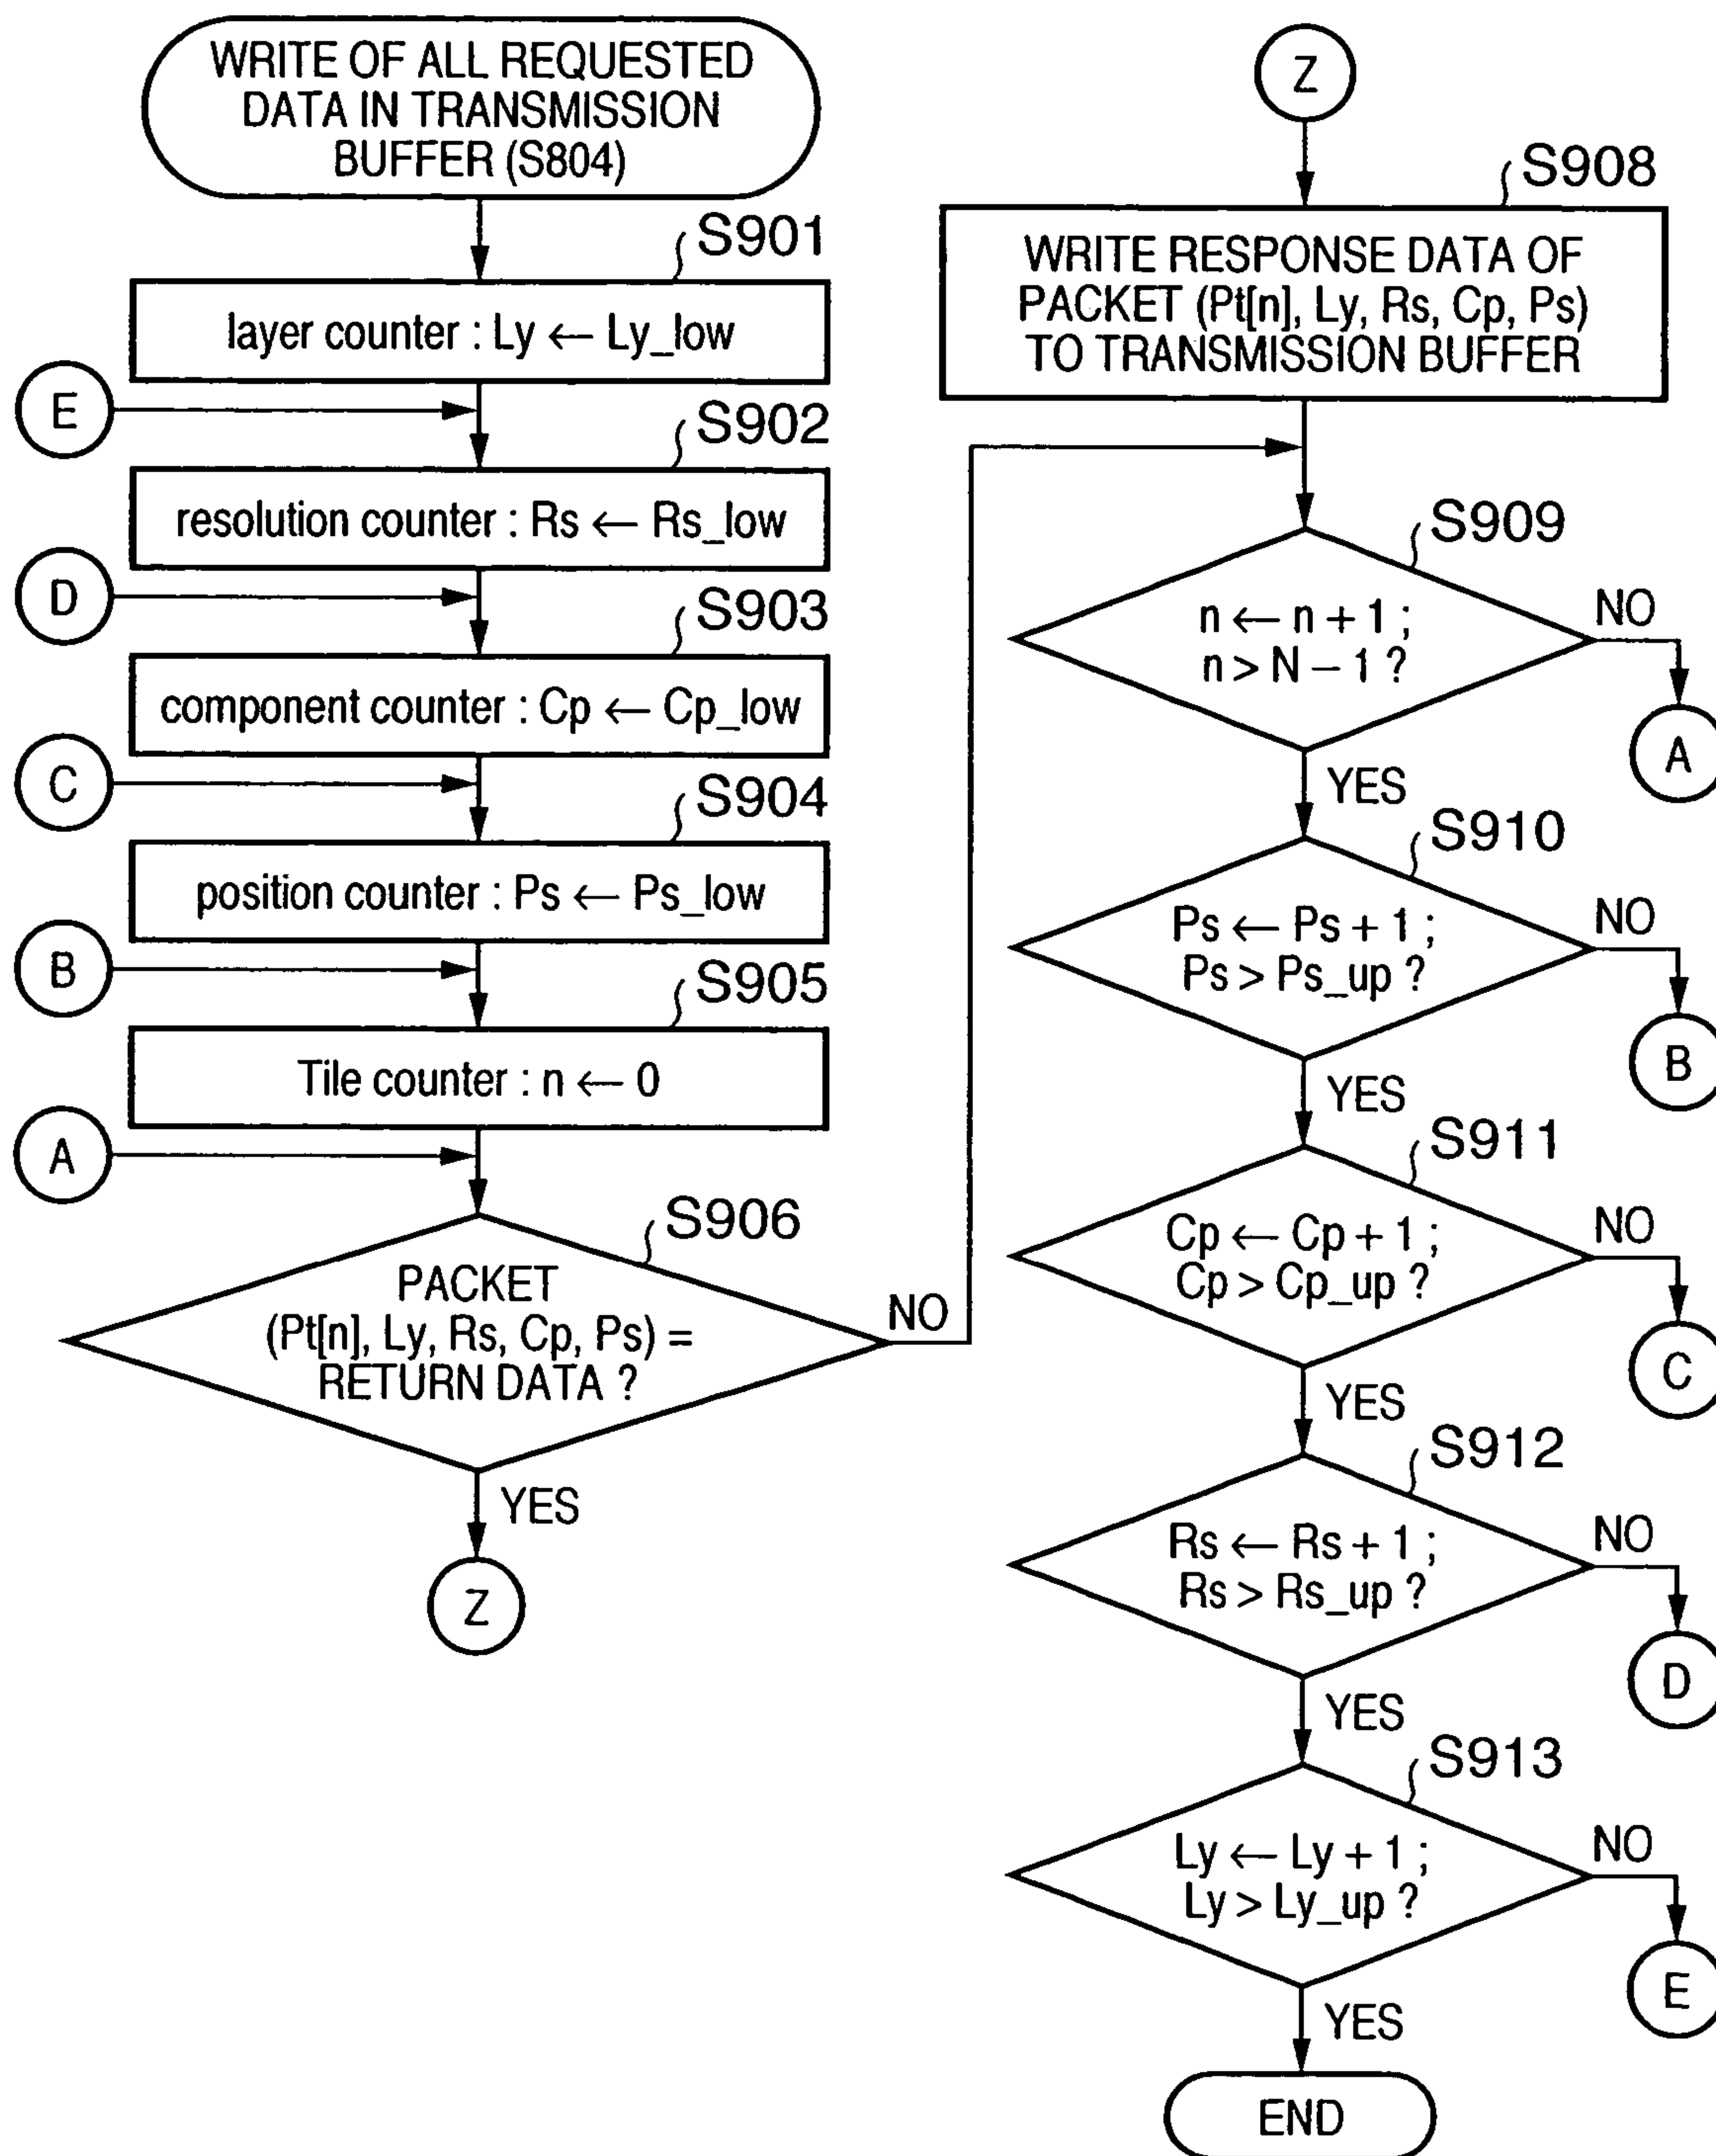 WRITE OF ALL REQUESTED
DATA IN TRANSMISSION
BUFFER (S804)
S901
layer counter : Ly ← Ly_low
E
S902
resolution counter : Rs ← Rs_low
D
S903
component counter : Cp ← Cp_low
C
S904
position counter : Ps ← Ps_low
B
S905
Tile counter : n ← 0
A
S906
PACKET
(Pt[n], Ly, Rs, Cp, Ps) =
RETURN DATA ?
NO
YES
Z
Z
S908
WRITE RESPONSE DATA OF
PACKET (Pt[n], Ly, Rs, Cp, Ps)
TO TRANSMISSION BUFFER
S909
n ← n + 1 ;
n > N – 1 ?
NO
A
YES
S910
Ps ← Ps + 1 ;
Ps > Ps_up ?
NO
B
YES
S911
Cp ← Cp + 1 ;
Cp > Cp_up ?
NO
C
YES
S912
Rs ← Rs + 1 ;
Rs > Rs_up ?
NO
D
YES
S913
Ly ← Ly + 1 ;
Ly > Ly_up ?
NO
E
YES
END